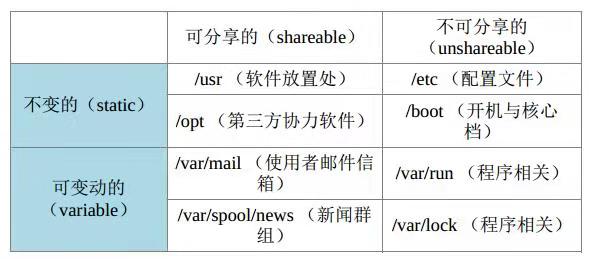 可分享的（shareable）
不可分享的
（unshareable）
不变的（static）
/usr （软件放置处）
/etc （配置文件）
/opt （第三方协力软件）
/boot （开机与核心
档）
可变动的
（variable）
/var/mail （使用者邮件信
箱）
/var/run （程序相关）
/var/spool/news （新闻群
组）
/var/lock （程序相关）